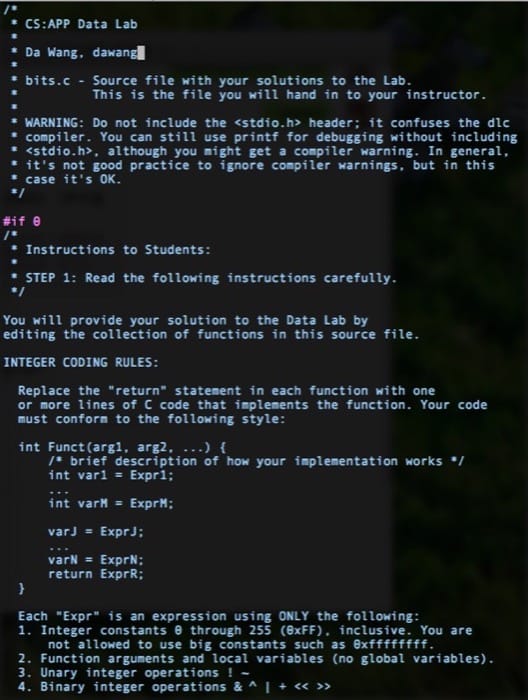 /*
 * CS:APP Data Lab
 *
 * Da Wang, dawang
 *
 * bits.c - Source file with your solutions to the Lab.
 *          This is the file you will hand in to your instructor.
 *
 * WARNING: Do not include the <stdio.h> header; it confuses the dlc
 * compiler. You can still use printf for debugging without including
 * <stdio.h>, although you might get a compiler warning. In general,
 * it's not good practice to ignore compiler warnings, but in this
 * case it's OK.
 */
#if 0
/*
 * Instructions to Students:
 *
 * STEP 1: Read the following instructions carefully.
 */
You will provide your solution to the Data Lab by
editing the collection of functions in this source file.
INTEGER CODING RULES:
  Replace the "return" statement in each function with one
  or more lines of C code that implements the function. Your code
  must conform to the following style:
  int Funct(arg1, arg2, ...) {
      /* brief description of how your implementation works */
      int var1 = Expr1;
      ...
      int varM = ExprM;
      varJ = ExprJ;
      ...
      varN = ExprN;
      return ExprR;
  }
  Each "Expr" is an expression using ONLY the following:
  1. Integer constants 0 through 255 (0xFF), inclusive. You are
      not allowed to use big constants such as 0xffffffff.
  2. Function arguments and local variables (no global variables).
  3. Unary integer operations ! ~
  4. Binary integer operations & ^ | + << >>